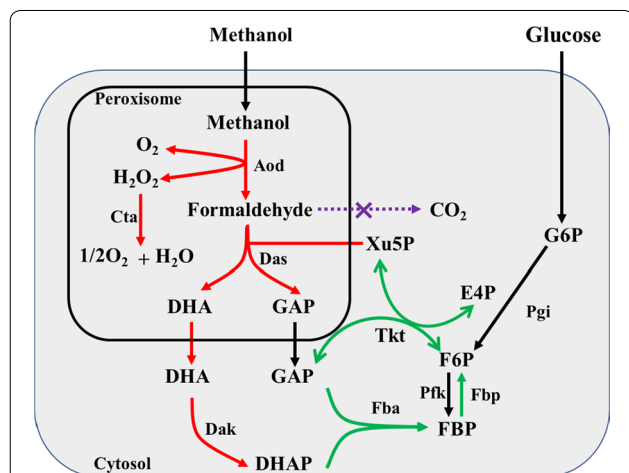 Methanol
Glucose
Peroxisome
Methanol
O₂
Aod
H₂O₂
Cta
Formaldehyde
CO₂
1/2O₂ + H₂O
Das
Xu5P
G6P
DHA
GAP
E4P
Pgi
Tkt
DHA
GAP
F6P
Pfk
Fbp
Fba
Dak
FBP
DHAP
Cytosol